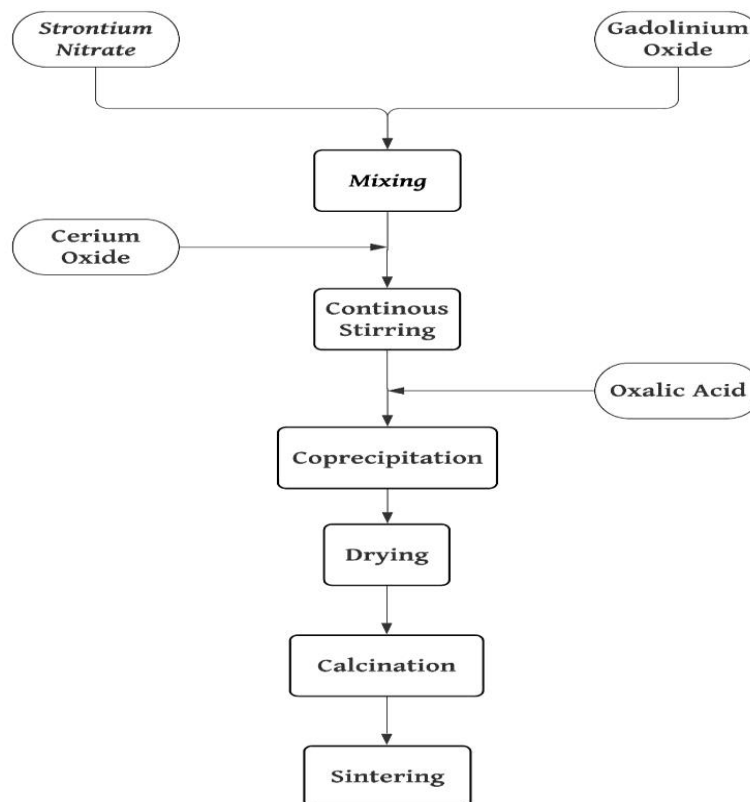 Strontium
Nitrate
Gadolinium
Oxide
Mixing
Cerium
Oxide
Continous
Stirring
Oxalic Acid
Coprecipitation
Drying
Calcination
Sintering